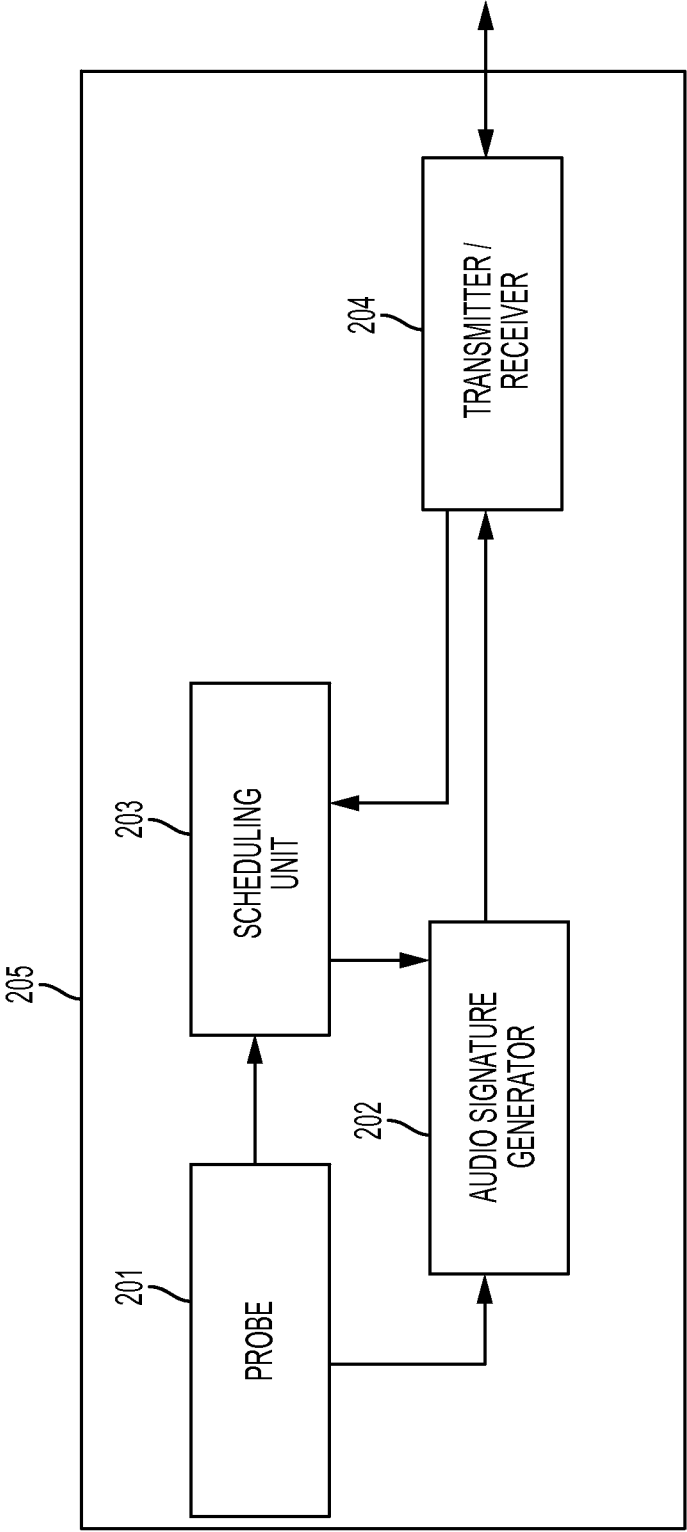 205
201
PROBE
203
SCHEDULING
UNIT
202
AUDIO SIGNATURE
GENERATOR
204
TRANSMITTER /
RECEIVER